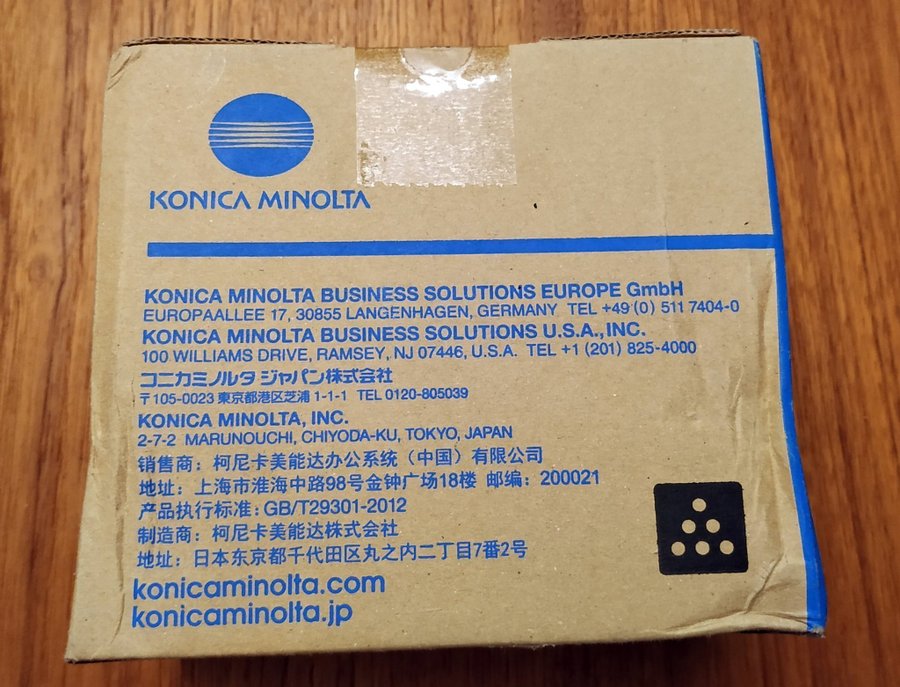 KONICA MINOLTA
KONICA MINOLTA BUSINESS SOLUTIONS EUROPE GmbH
EUROPAALLEE 17, 30855 LANGENHAGEN, GERMANY TEL +49 (0) 511 7404-0
KONICA MINOLTA BUSINESS SOLUTIONS U.S.A.,INC.
100 WILLIAMS DRIVE, RAMSEY, NJ 07446, U.S.A. TEL +1 (201) 825-4000
コニカミノルタ ジャパン株式会社
〒105-0023 東京都港区芝浦 1-1-1 TEL 0120-805039
KONICA MINOLTA, INC.
2-7-2 MARUNOUCHI, CHIYODA-KU, TOKYO, JAPAN
销售商：柯尼卡美能达办公系统（中国）有限公司
地址：上海市淮海中路98号金钟广场18楼 邮编：200021
产品执行标准：GB/T29301-2012
制造商：柯尼卡美能达株式会社
地址：日本东京都千代田区丸之内二丁目7番2号
konicaminolta.com
konicaminolta.jp